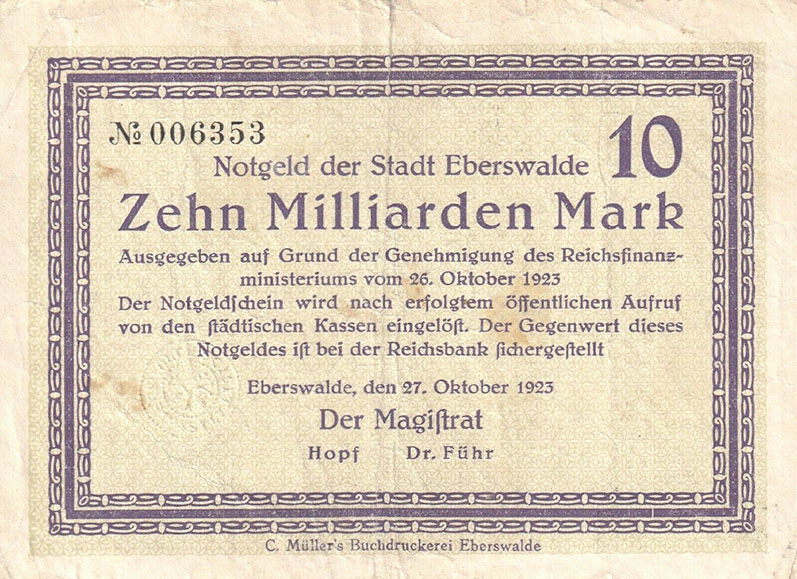 № 006353
10
Notgeld der Stadt Eberswalde
Zehn Milliarden Mark
Ausgegeben auf Grund der Genehmigung des Reichsfinanz-
ministeriums vom 26. Oktober 1923
Der Notgeldſchein wird nach erfolgtem öffentlichen Aufruf
von den ſtädtiſchen Kassen eingelöſt. Der Gegenwert dieses
Notgeldes iſt bei der Reichsbank ſichergeſtellt
Eberswalde, den 27. Oktober 1923
Der Magiſtrat
Hopf Dr. Führ
C. Müller's Buchdruckerei Eberswalde